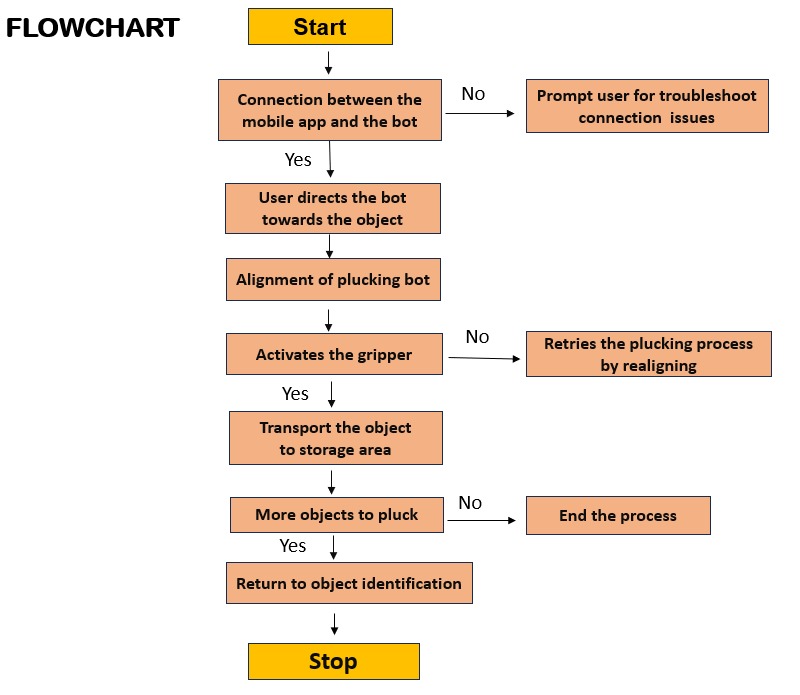 FLOWCHART
Start
Connection between the
mobile app and the bot
No
Prompt user for troubleshoot
connection issues
Yes
User directs the bot
towards the object
Alignment of plucking bot
Activates the gripper
No
Retries the plucking process
by realigning
Yes
Transport the object
to storage area
More objects to pluck
No
End the process
Yes
Return to object identification
Stop